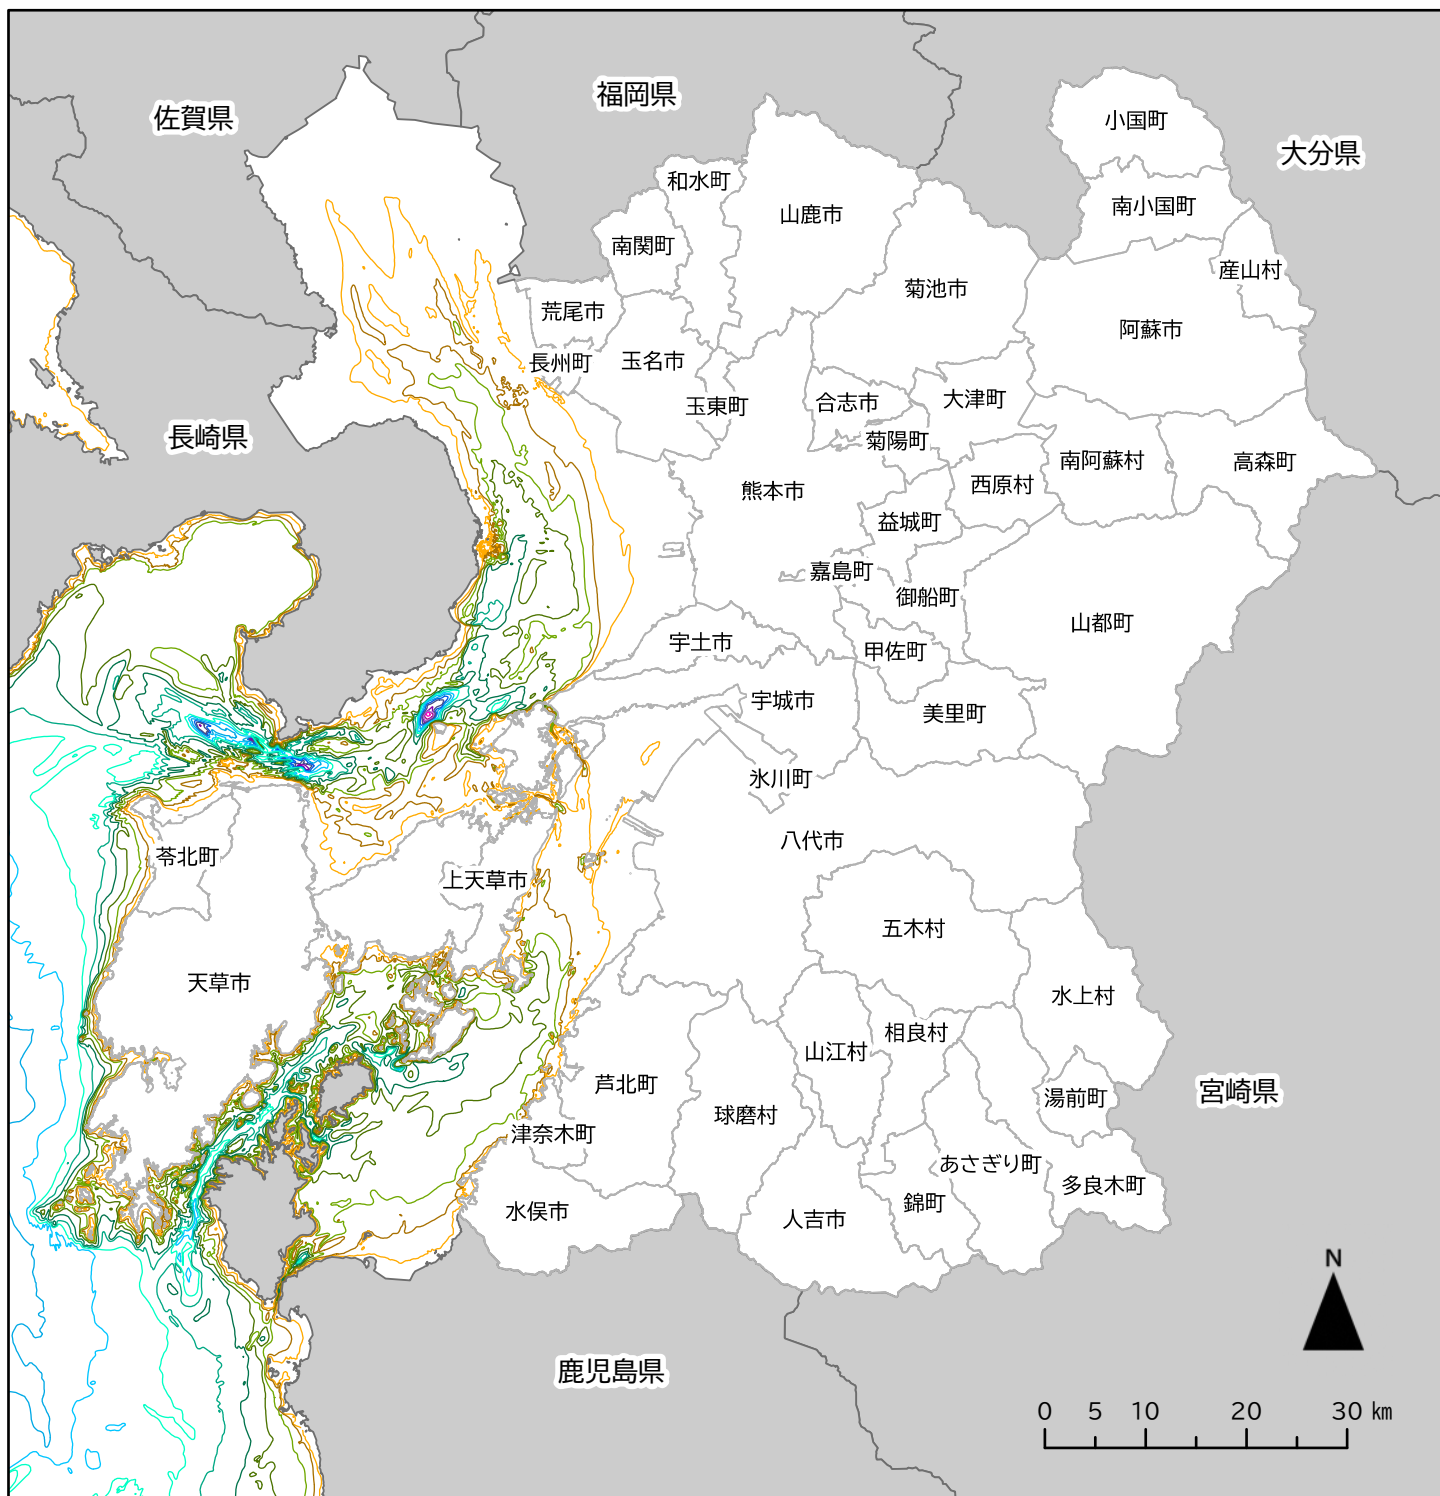 福岡県
佐賀県
小国町
大分県
和水町
南小国町
山鹿市
南関町
産山村
菊池市
荒尾市
阿蘇市
長州町
玉名市
大津町
合志市
玉東町
長崎県
菊陽町
南阿蘇村
高森町
西原村
熊本市
益城町
嘉島町
御船町
山都町
宇土市
甲佐町
宇城市
美里町
氷川町
八代市
苓北町
上天草市
五木村
天草市
水上村
相良村
山江村
芦北町
宮崎県
湯前町
球磨村
津奈木町
あさぎり町
多良木町
錦町
水俣市
人吉市
N
鹿児島県
0 5 10 20 30 ㎞